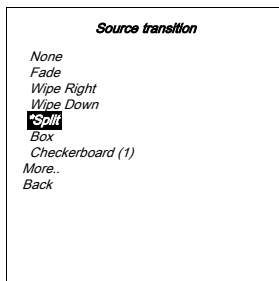 Source transition
None
Fade
Wipe Right
Wipe Down
*Split
Box
Checkerboard (1)
More..
Back